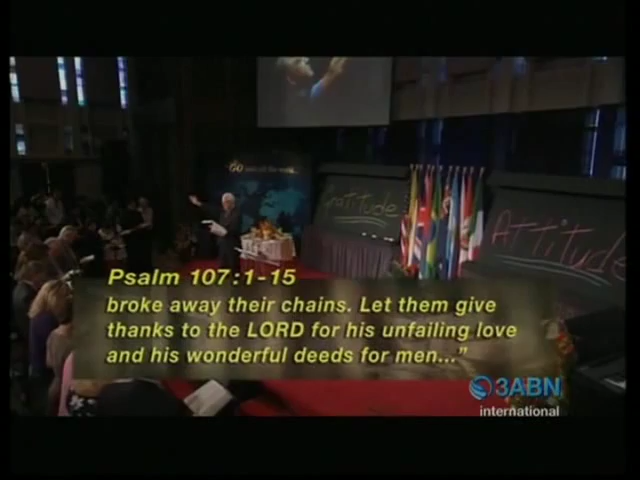 GO
Gratitude
Attitude
Psalm 107:1-15
broke away their chains. Let them give
thanks to the LORD for his unfailing love
and his wonderful deeds for men..."
3ABN
international